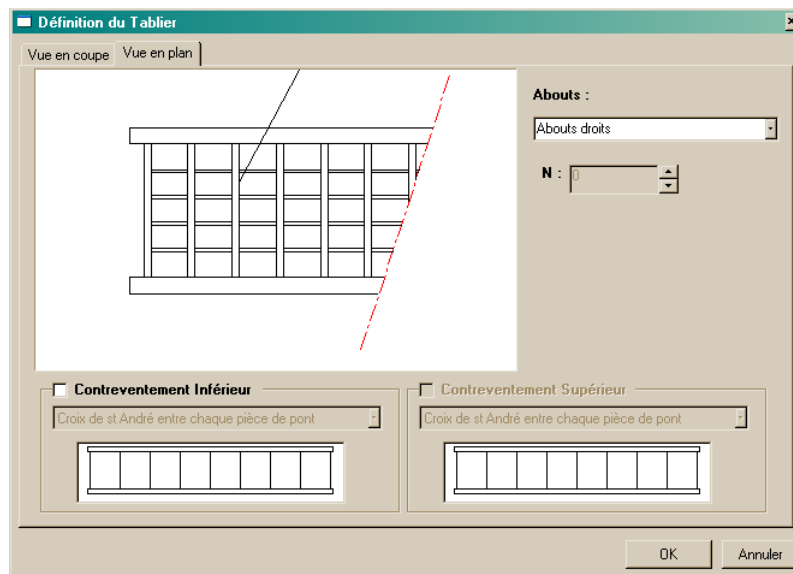 Définition du Tablier
Vue en coupe Vue en plan
Abouts :
Abouts droits
N : 0
Contreventement Inférieur
Croix de st André entre chaque pièce de pont
Contreventement Supérieur
Croix de st André entre chaque pièce de pont
OK Annuler